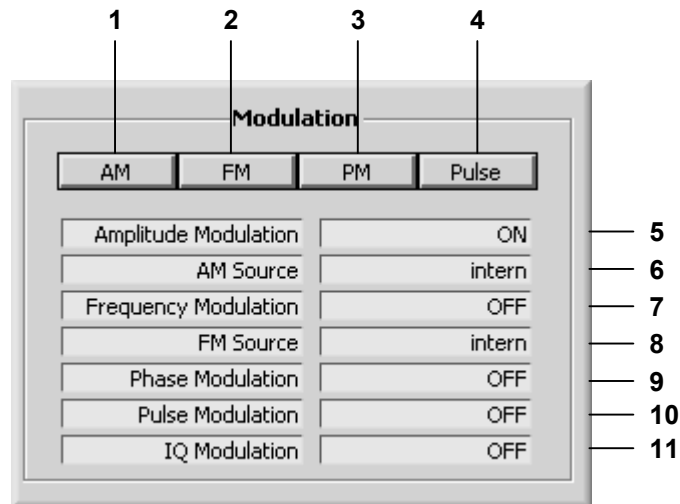 1 2 3 4
Modulation
AM FM PM Pulse
Amplitude Modulation ON 5
AM Source intern 6
Frequency Modulation OFF 7
FM Source intern 8
Phase Modulation OFF 9
Pulse Modulation OFF 10
IQ Modulation OFF 11